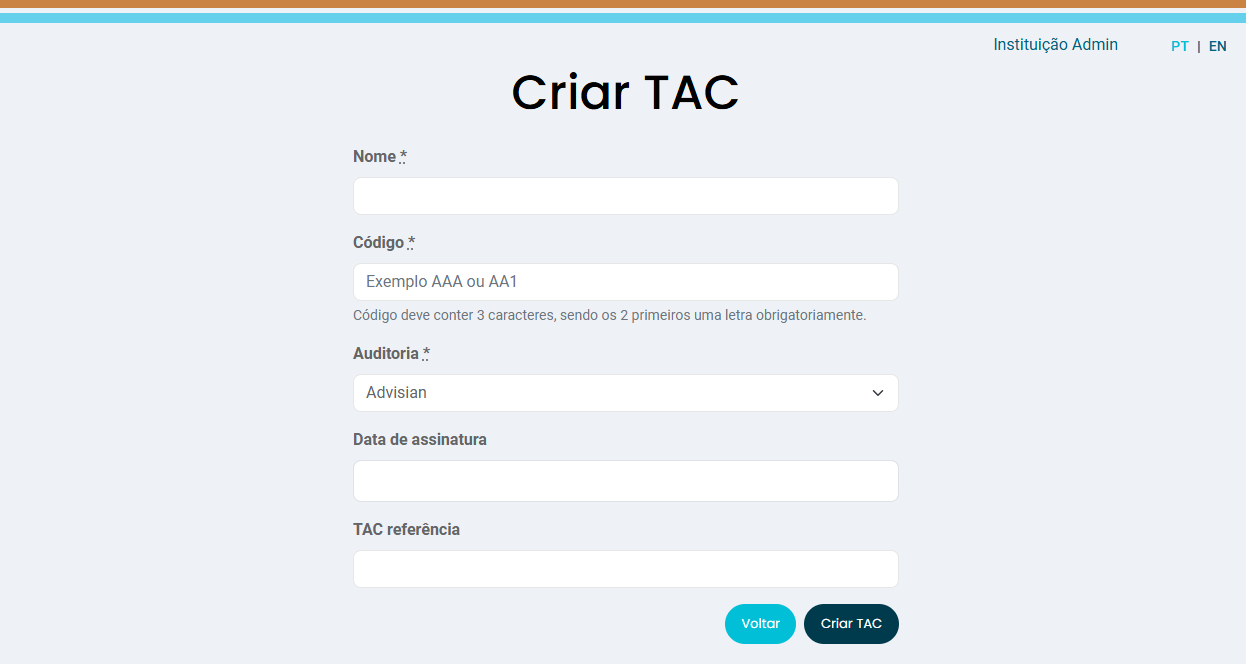 Instituição Admin PT | EN
Criar TAC
Nome *
Código *
Exemplo AAA ou AA1
Código deve conter 3 caracteres, sendo os 2 primeiros uma letra obrigatoriamente.
Auditoria *
Advisian
Data de assinatura
TAC referência
Voltar Criar TAC